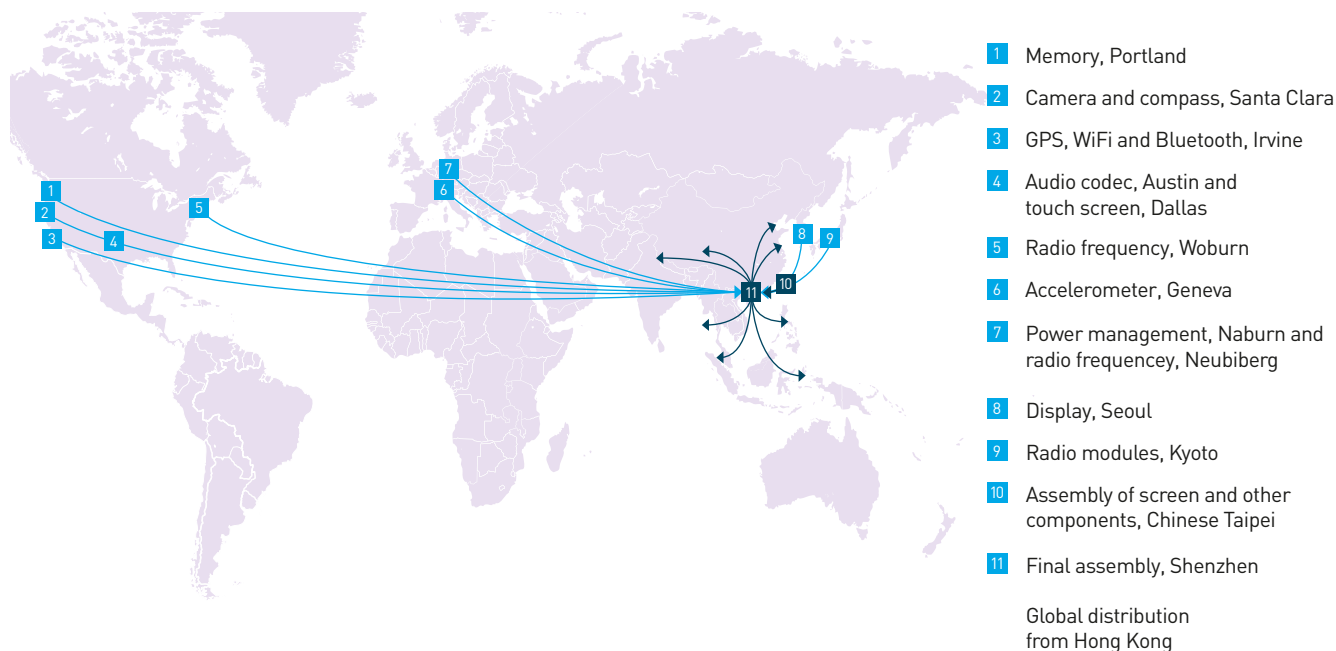 1
2
3
4
5
6
7
8
9
10
11
1 Memory, Portland
2 Camera and compass, Santa Clara
3 GPS, WiFi and Bluetooth, Irvine
4 Audio codec, Austin and
touch screen, Dallas
5 Radio frequency, Woburn
6 Accelerometer, Geneva
7 Power management, Naburn and
radio frequencey, Neubiberg
8 Display, Seoul
9 Radio modules, Kyoto
10 Assembly of screen and other
components, Chinese Taipei
11 Final assembly, Shenzhen
Global distribution
from Hong Kong